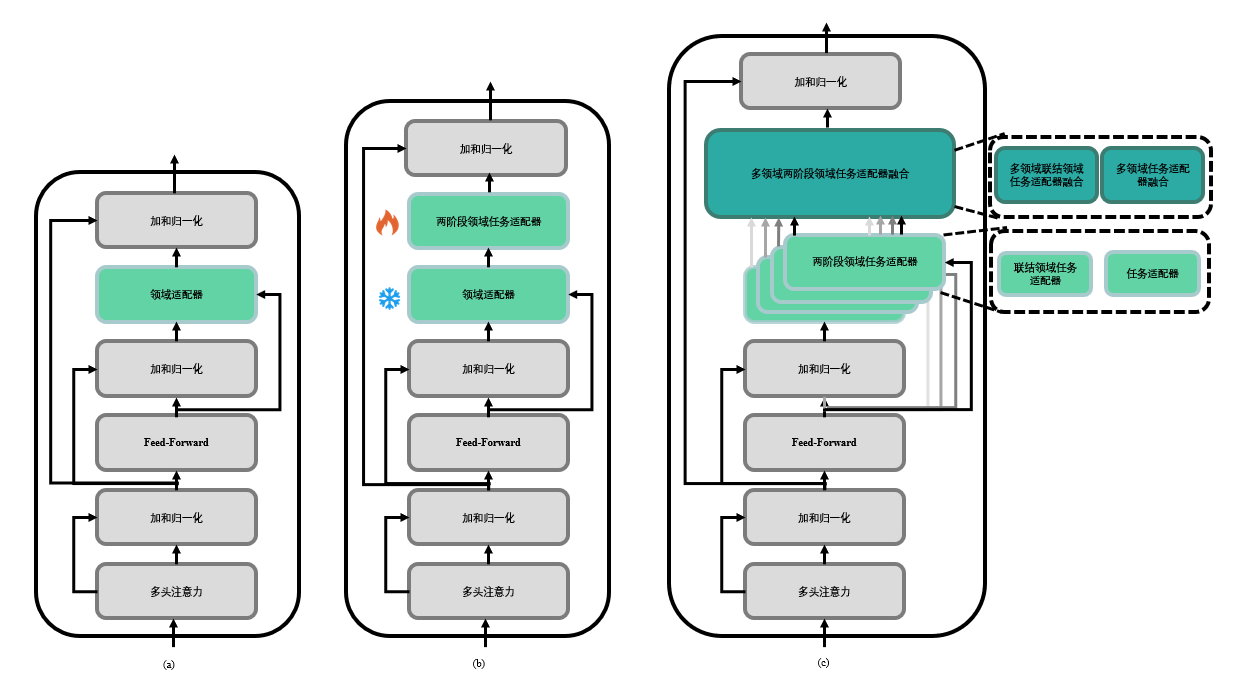 加和归一化
领域适配器
加和归一化
Feed-Forward
加和归一化
多头注意力
(a)
加和归一化
两阶段领域任务适配器
领域适配器
加和归一化
Feed-Forward
加和归一化
多头注意力
(b)
加和归一化
多领域两阶段领域任务适配器融合
两阶段领域任务适配器
加和归一化
Feed-Forward
加和归一化
多头注意力
(c)
多领域联结领域
任务适配器融合
多领域任务适配
器融合
联结领域任务
适配器
任务适配器